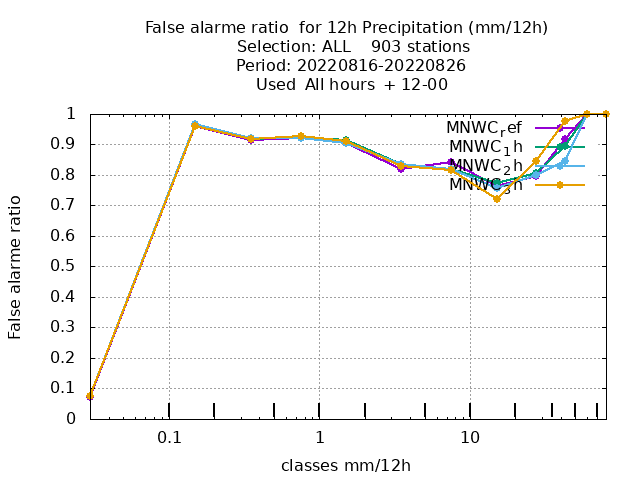 False alarme ratio  for 12h Precipitation (mm/12h)
Selection: ALL    903 stations
Period: 20220816-20220826
Used  All hours  + 12-00
False alarme ratio
1
0.9
0.8
0.7
0.6
0.5
0.4
0.3
0.2
0.1
0
MNWCref
MNWC1h
MNWC2h
MNWC3h
0.1
1
10
classes mm/12h